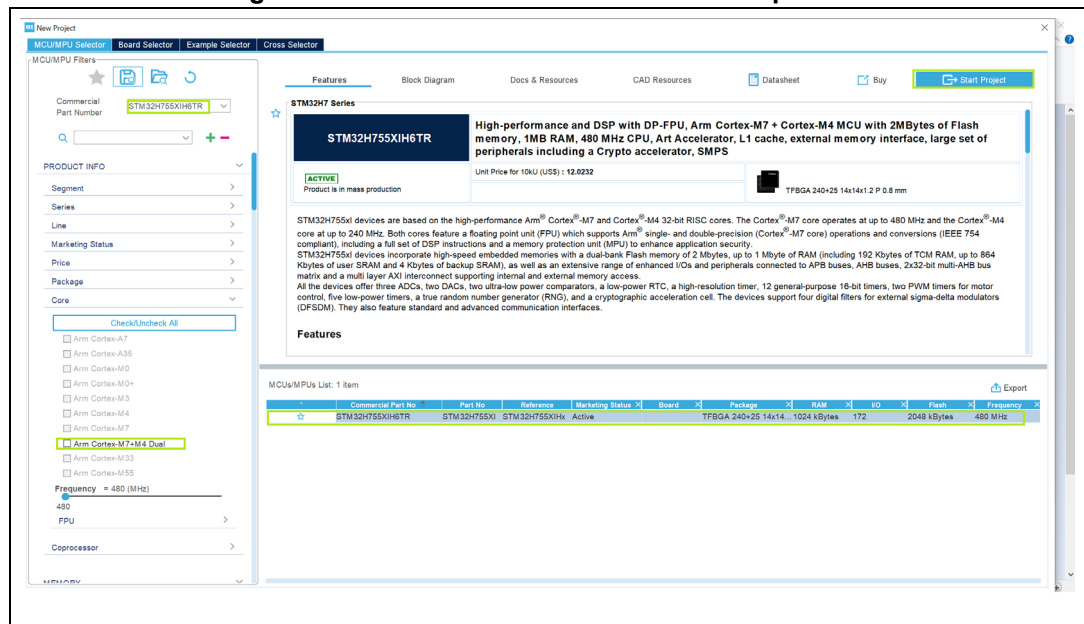 New Project
MCU/MPU Selector Board Selector Example Selector Cross Selector
MCU/MPU Filters
Commercial
Part Number
STM32H755XIH6TR
PRODUCT INFO
Segment
Series
Line
Marketing Status
Price
Package
Core
Check/Uncheck All
Arm Cortex-A7
Arm Cortex-A35
Arm Cortex-M0
Arm Cortex-M0+
Arm Cortex-M3
Arm Cortex-M4
Arm Cortex-M7
Arm Cortex-M7+M4 Dual
Arm Cortex-M33
Arm Cortex-M55
Frequency = 480 (MHz)
480
FPU
Coprocessor
MEMORY
Features Block Diagram Docs & Resources CAD Resources Datasheet Buy Start Project
STM32H7 Series
STM32H755XIH6TR
High-performance and DSP with DP-FPU, Arm Cortex-M7 + Cortex-M4 MCU with 2MBytes of Flash
memory, 1MB RAM, 480 MHz CPU, Art Accelerator, L1 cache, external memory interface, large set of
peripherals including a Crypto accelerator, SMPS
ACTIVE
Product is in mass production
Unit Price for 10kU (US$) : 12.0232
TFBGA 240+25 14x14x1.2 P 0.8 mm
STM32H755xI devices are based on the high-performance Arm® Cortex®-M7 and Cortex®-M4 32-bit RISC cores. The Cortex®-M7 core operates at up to 480 MHz and the Cortex®-M4
core at up to 240 MHz. Both cores feature a floating point unit (FPU) which supports Arm® single- and double-precision (Cortex®-M7 core) operations and conversions (IEEE 754
compliant), including a full set of DSP instructions and a memory protection unit (MPU) to enhance application security.
STM32H755xI devices incorporate high-speed embedded memories with a dual-bank Flash memory of 2 Mbytes, up to 1 Mbyte of RAM (including 192 Kbytes of TCM RAM, up to 864
Kbytes of user SRAM and 4 Kbytes of backup SRAM), as well as an extensive range of enhanced I/Os and peripherals connected to APB buses, AHB buses, 2x32-bit multi-AHB bus
matrix and a multi layer AXI interconnect supporting internal and external memory access.
All the devices offer three ADCs, two DACs, two ultra-low power comparators, a low-power RTC, a high-resolution timer, 12 general-purpose 16-bit timers, two PWM timers for motor
control, five low-power timers, a true random number generator (RNG), and a cryptographic acceleration cell. The devices support four digital filters for external sigma-delta modulators
(DFSDM). They also feature standard and advanced communication interfaces.
Features
MCUs/MPUs List: 1 item
Export
* Commercial Part No Part No Reference Marketing Status X Board X Package X RAM X I/O X Flash X Frequency X
STM32H755XIH6TR STM32H755XI STM32H755XIHx Active TFBGA 240+25 14x14... 1024 kBytes 172 2048 kBytes 480 MHz